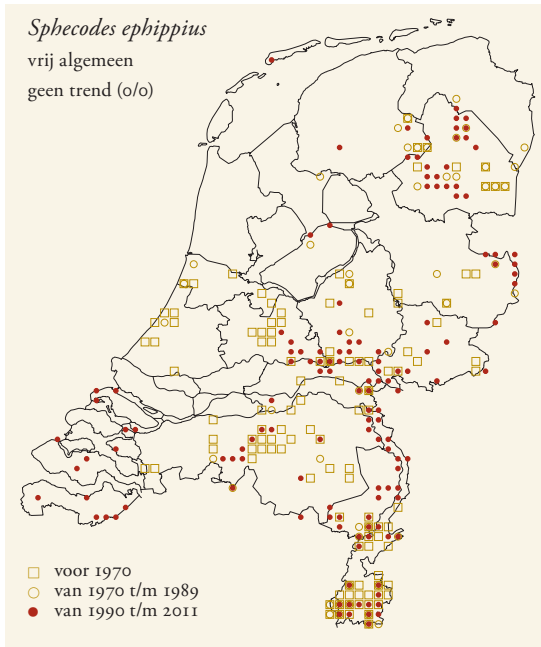 Sphecodes ephippius
vrij algemeen
geen trend (0/0)
voor 1970
van 1970 t/m 1989
van 1990 t/m 2011